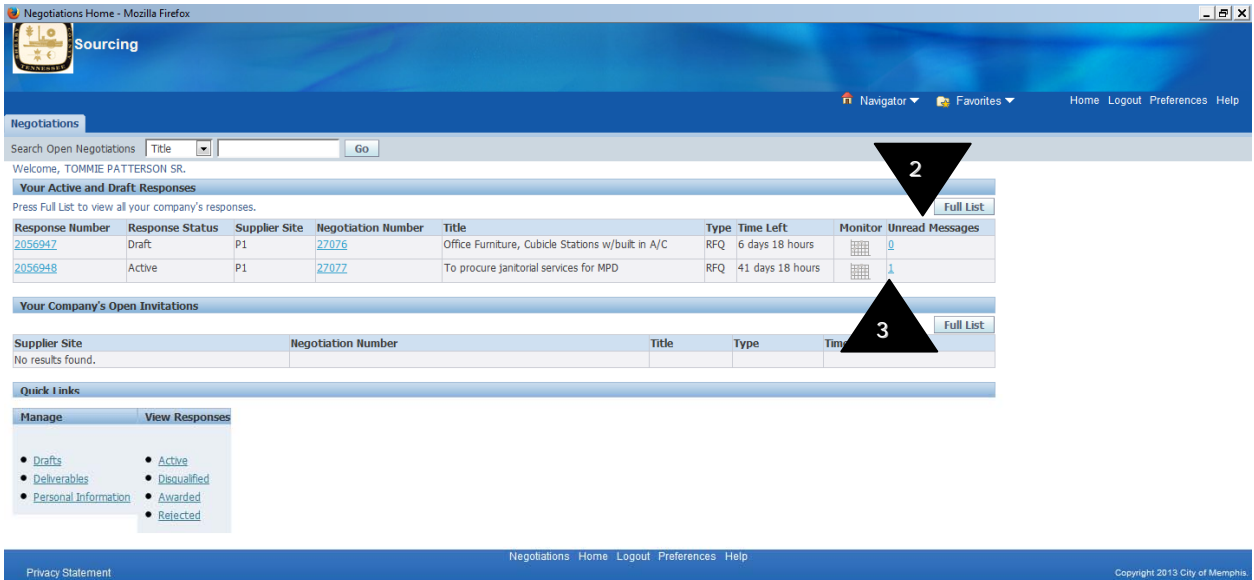 Negotiations Home - Mozilla Firefox
TENNESSEE
Sourcing
Navigator Favorites Home Logout Preferences Help
Negotiations
Search Open Negotiations Title Go
Welcome, TOMMIE PATTERSON SR.
2
Your Active and Draft Responses
Press Full List to view all your company's responses. Full List
Response Number Response Status Supplier Site Negotiation Number Title Type Time Left Monitor Unread Messages
2056947 Draft P1 27076 Office Furniture, Cubicle Stations w/built in A/C RFQ 6 days 18 hours 0
2056948 Active P1 27077 To procure janitorial services for MPD RFQ 41 days 18 hours 1
Your Company's Open Invitations
3 Full List
Supplier Site Negotiation Number Title Type
No results found.
Quick Links
Manage View Responses
Drafts Active
Deliverables Disqualified
Personal Information Awarded
Rejected
Negotiations Home Logout Preferences Help
Privacy Statement Copyright 2013 City of Memphis.